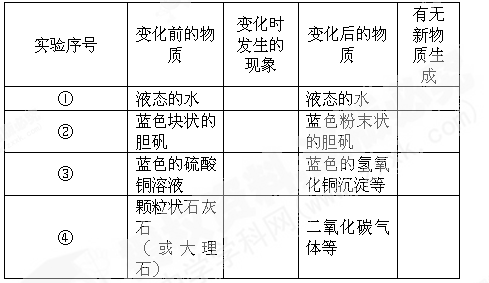 实验序号 变化前的物质 变化时发生的现象 变化后的物质 有无新物质生成
① 液态的水 液态的水
② 蓝色块状的胆矾 蓝色粉末状的胆矾
③ 蓝色的硫酸铜溶液 蓝色的氢氧化铜沉淀等
④ 颗粒状石灰石（或大理石） 二氧化碳气体等